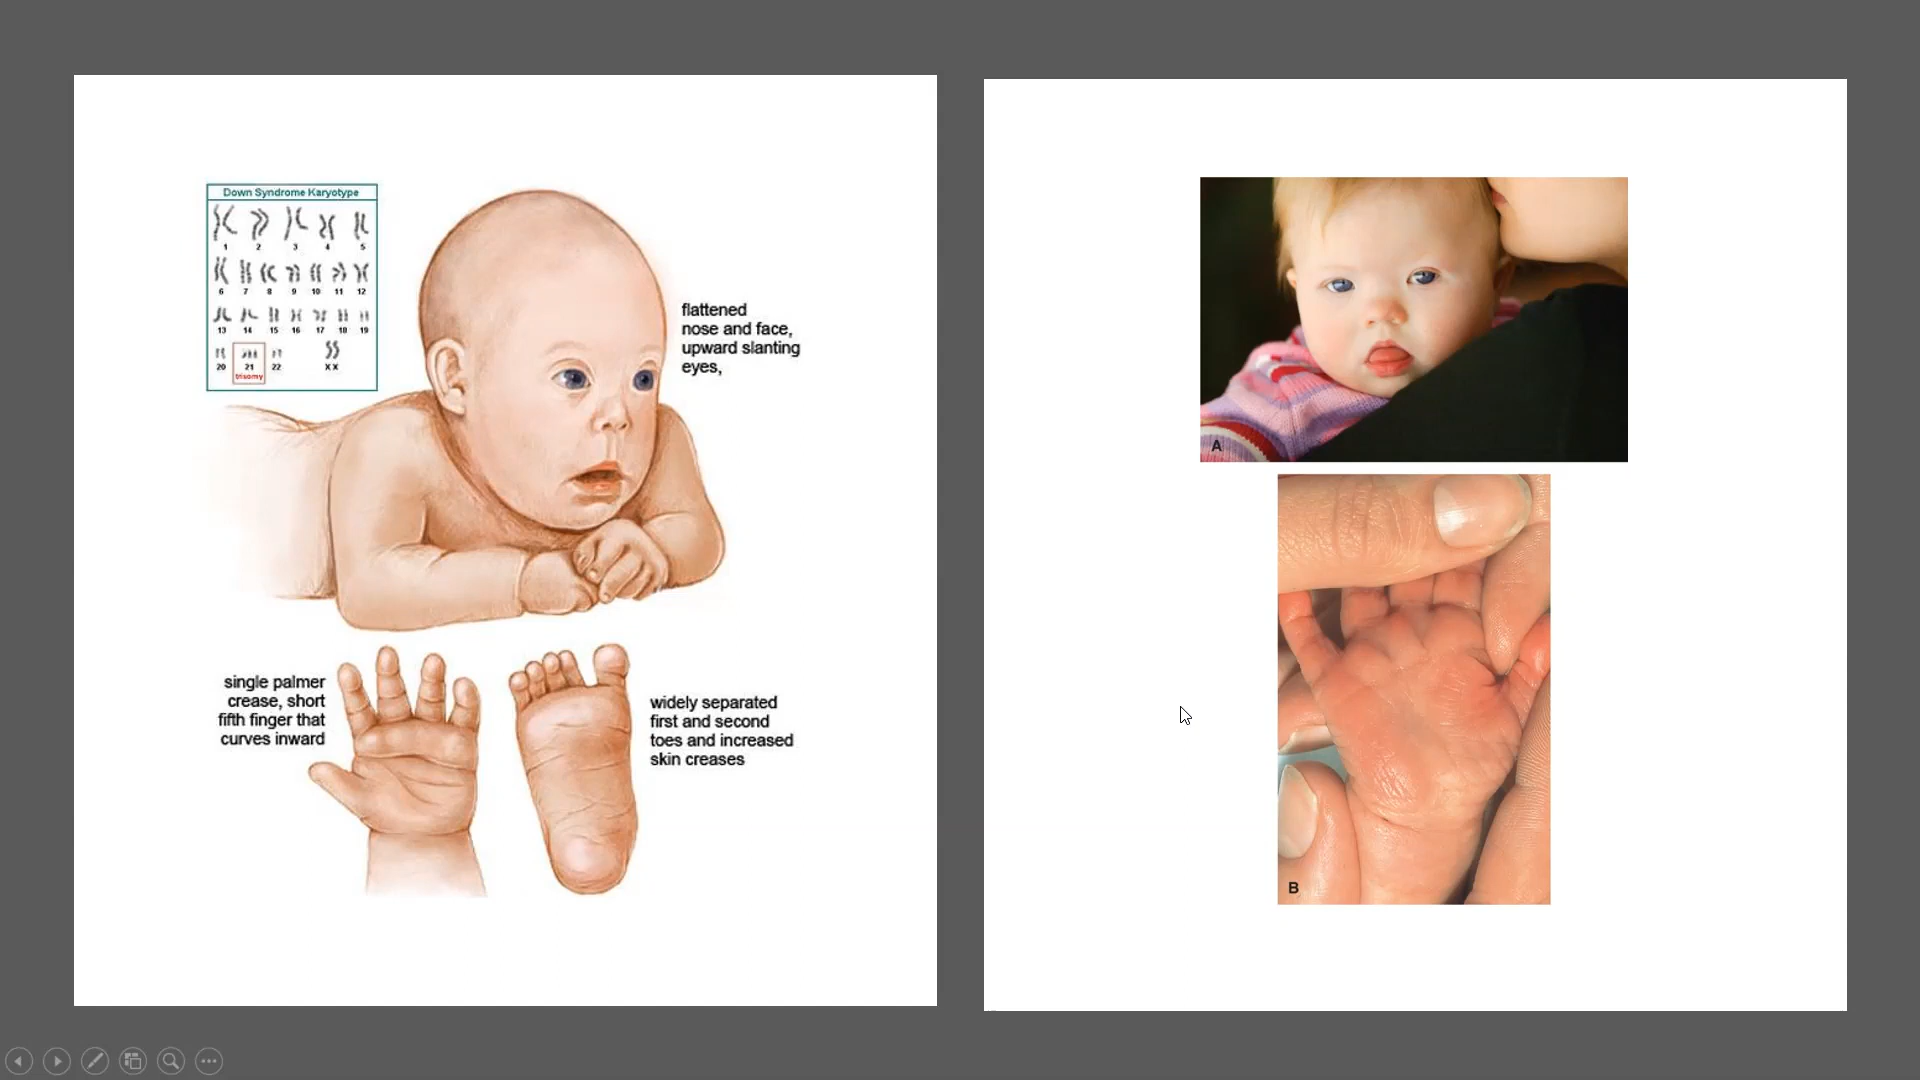 Down Syndrome Karyotype
1 2 3 4 5
6 7 8 9 10 11 12
13 14 15 16 17 18 19
20 21 22 X X
trisomy
flattened
nose and face,
upward slanting
eyes,
single palmer
crease, short
fifth finger that
curves inward
widely separated
first and second
toes and increased
skin creases
A
B